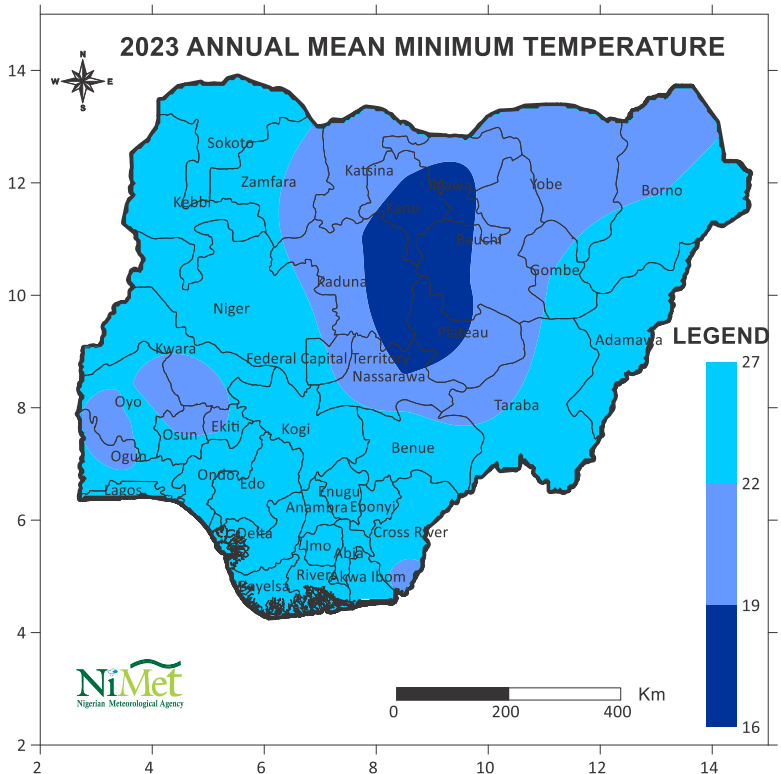 2023 ANNUAL MEAN MINIMUM TEMPERATURE
N
W E
S
14
12
10
8
6
4
2
Sokoto
Katsina
Zamfara
Jigawa
Yobe
Borno
Kebbi
Kano
Bauchi
Gombe
Kaduna
Niger
Plateau
Adamawa
Kwara
Federal Capital Territory
Nassarawa
Oyo
Taraba
Osun
Ekiti
Kogi
Benue
Ogun
Ondo
Edo
Lagos
Enugu
Anambra
Ebonyi
Delta
Cross River
Imo
Abia
Rivers
Akwa Ibom
Bayelsa
LEGEND
27
22
19
16
NiMet
Nigerian Meteorological Agency
Km
0 200 400
2 4 6 8 10 12 14